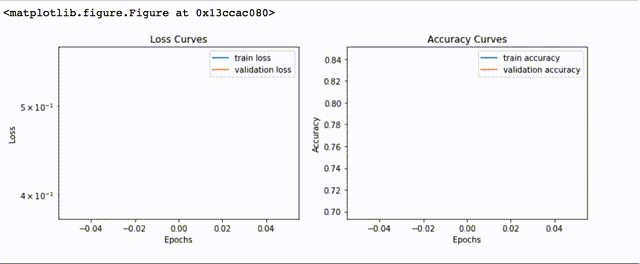 <matplotlib.figure.Figure at 0x13ccac080>
Loss Curves
train loss
validation loss
5 × 10⁻¹
4 × 10⁻¹
Loss
−0.04 −0.02 0.00 0.02 0.04
Epochs
Accuracy Curves
train accuracy
validation accuracy
0.84
0.82
0.80
0.78
0.76
0.74
0.72
0.70
Accuracy
−0.04 −0.02 0.00 0.02 0.04
Epochs